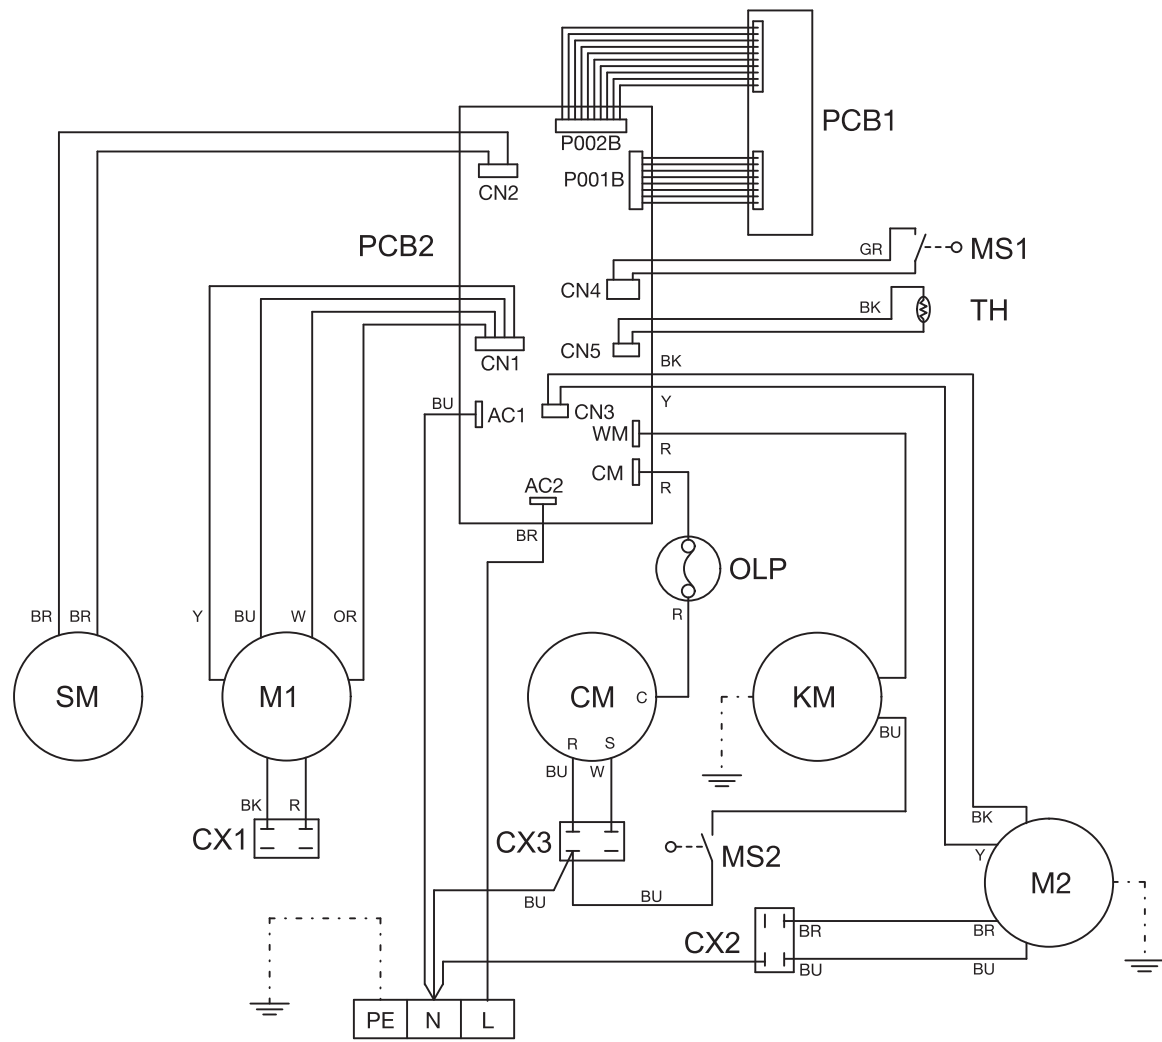 PCB1
P002B
P001B
CN2
PCB2
GR
MS1
CN4
BK
TH
CN5
CN1
BK
BU
AC1
CN3
Y
WM
R
CM
R
AC2
BR
OLP
BR
BR
Y
BU
W
OR
R
SM
M1
CM
C
KM
R
S
BU
W
BU
BK
R
CX1
CX3
MS2
BK
Y
M2
BU
BU
CX2
BR
BR
BU
BU
PE
N
L